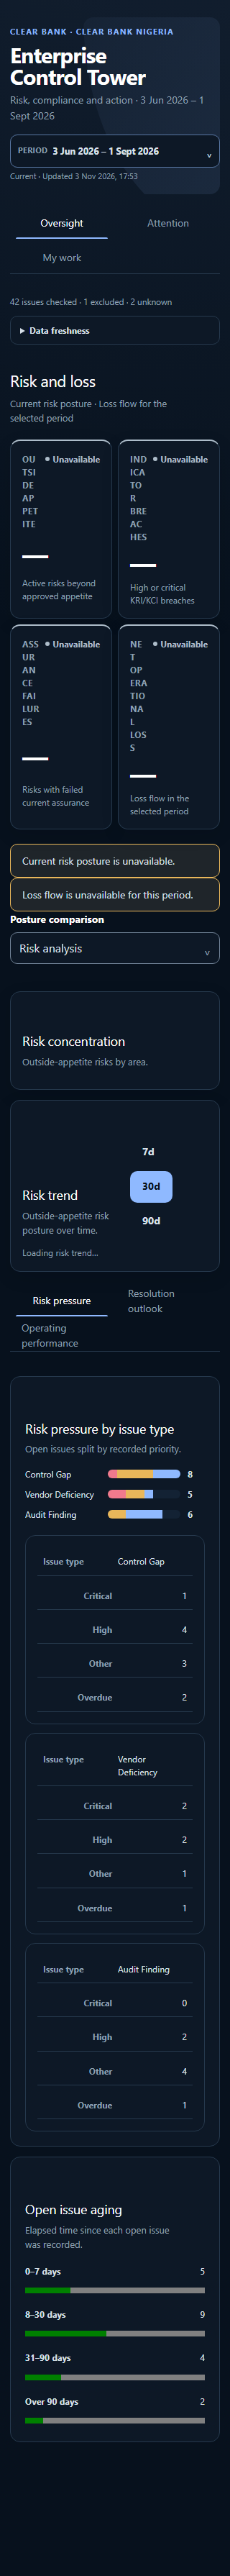 CLEAR BANK · CLEAR BANK NIGERIA
Enterprise
Control Tower
Risk, compliance and action · 3 Jun 2026 – 1
Sept 2026
PERIOD 3 Jun 2026 – 1 Sept 2026
Current · Updated 3 Nov 2026, 17:53
Oversight
Attention
My work
42 issues checked · 1 excluded · 2 unknown
Data freshness
Risk and loss
Current risk posture · Loss flow for the
selected period
OU
TSI
DE
AP
PET
ITE
Unavailable
Active risks beyond
approved appetite
IND
ICA
TO
R
BRE
AC
HES
Unavailable
High or critical
KRI/KCI breaches
ASS
UR
AN
CE
FAI
LUR
ES
Unavailable
Risks with failed
current assurance
NE
T
OP
ERA
TIO
NA
L
LOS
S
Unavailable
Loss flow in the
selected period
Current risk posture is unavailable.
Loss flow is unavailable for this period.
Posture comparison
Risk analysis
Risk concentration
Outside-appetite risks by area.
Risk trend
Outside-appetite risk
posture over time.
7d
30d
90d
Loading risk trend...
Risk pressure
Resolution
outlook
Operating
performance
Risk pressure by issue type
Open issues split by recorded priority.
Control Gap 8
Vendor Deficiency 5
Audit Finding 6
Issue type Control Gap
Critical 1
High 4
Other 3
Overdue 2
Issue type Vendor
Deficiency
Critical 2
High 2
Other 1
Overdue 1
Issue type Audit Finding
Critical 0
High 2
Other 4
Overdue 1
Open issue aging
Elapsed time since each open issue
was recorded.
0–7 days 5
8–30 days 9
31–90 days 4
Over 90 days 2